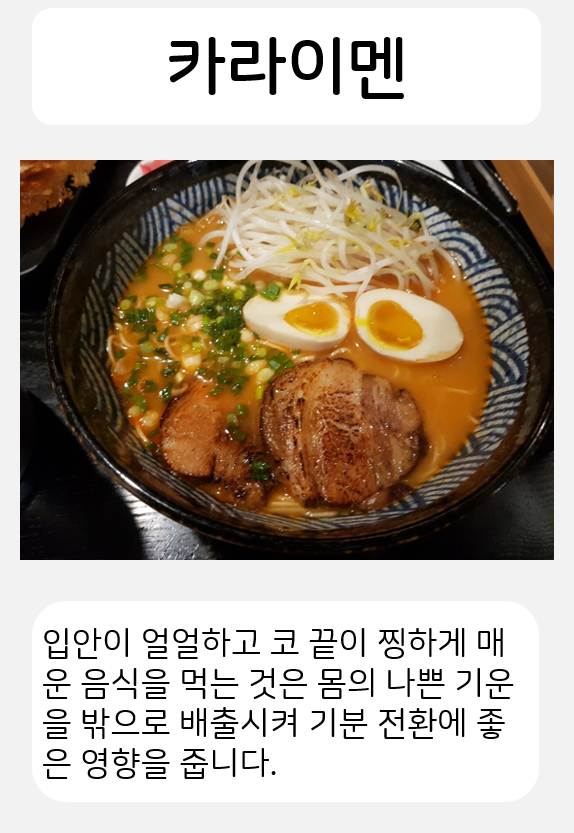 카라이멘
입안이 얼얼하고 코 끝이 찡하게 매
운 음식을 먹는 것은 몸의 나쁜 기운
을 밖으로 배출시켜 기분 전환에 좋
은 영향을 줍니다.